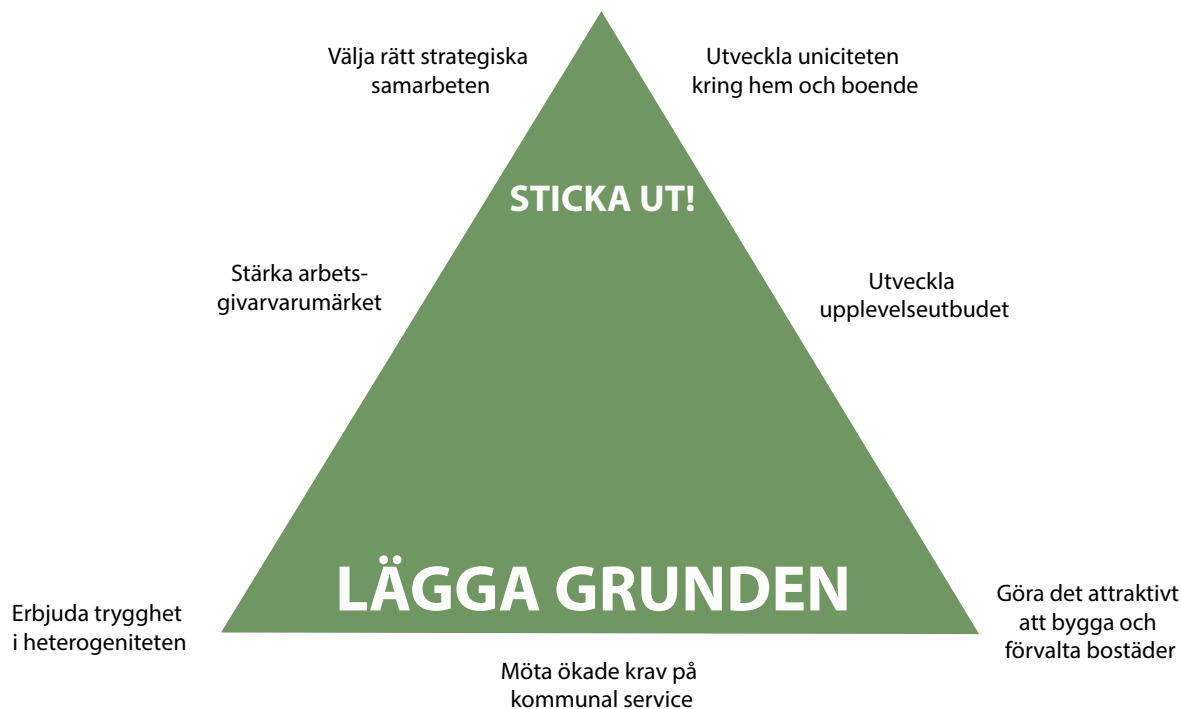 Välja rätt strategiska
samarbeten
Utveckla uniciteten
kring hem och boende
STICKA UT!
Stärka arbets-
givarvarumärket
Utveckla
upplevelseutbudet
LÄGGA GRUNDEN
Erbjuda trygghet
i heterogeniteten
Göra det attraktivt
att bygga och
förvalta bostäder
Möta ökade krav på
kommunal service